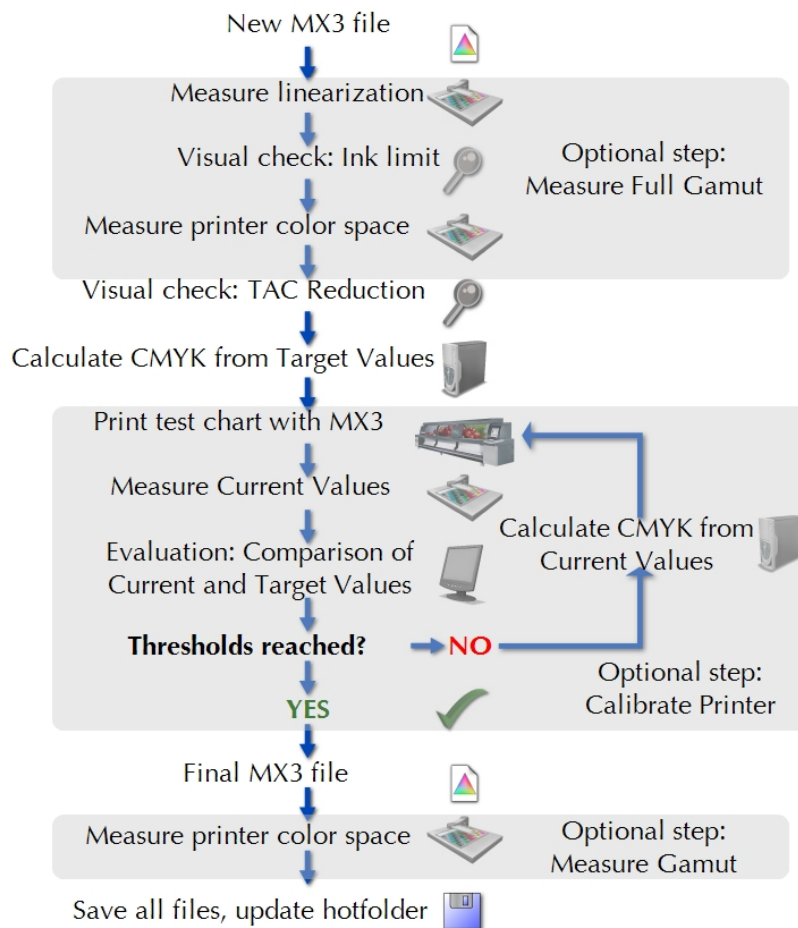 New MX3 file
Measure linearization
Visual check: Ink limit
Optional step:
Measure Full Gamut
Measure printer color space
Visual check: TAC Reduction
Calculate CMYK from Target Values
Print test chart with MX3
Measure Current Values
Calculate CMYK from
Current Values
Evaluation: Comparison of
Current and Target Values
Thresholds reached?
NO
Optional step:
Calibrate Printer
YES
Final MX3 file
Measure printer color space
Optional step:
Measure Gamut
Save all files, update hotfolder